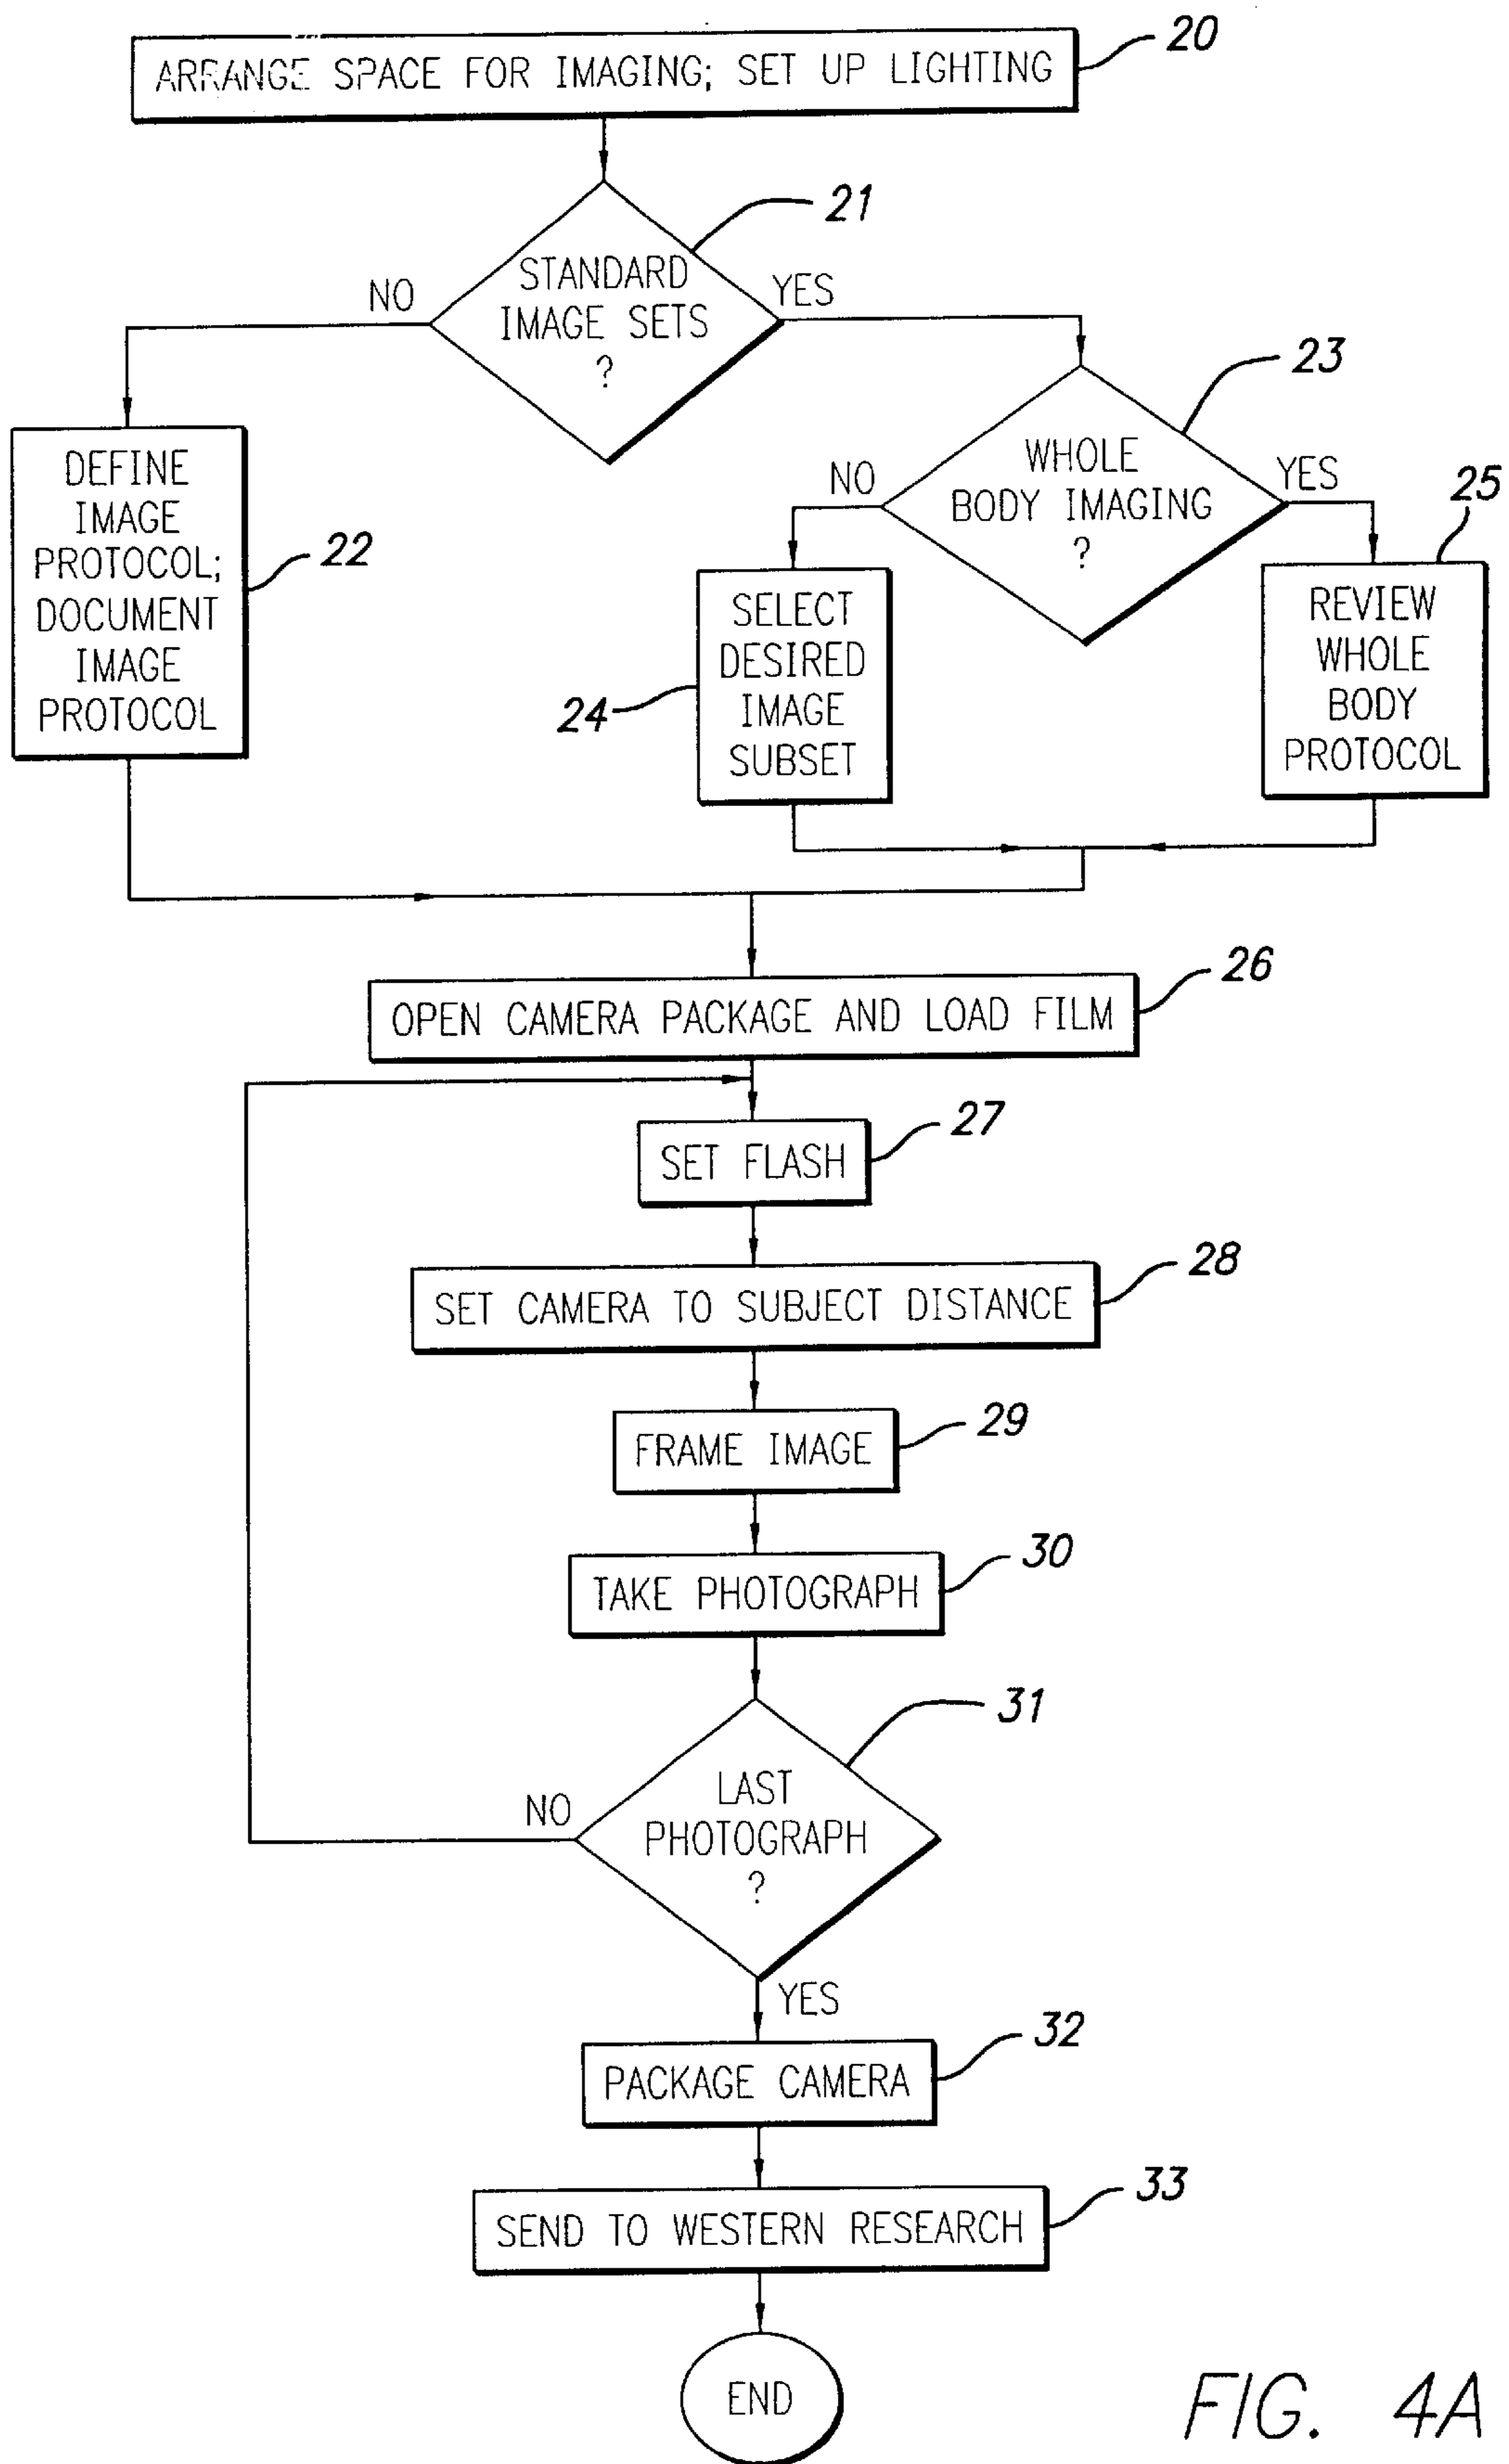 ARRANGE SPACE FOR IMAGING; SET UP LIGHTING
20
STANDARD
IMAGE SETS
?
21
NO
YES
DEFINE
IMAGE
PROTOCOL;
DOCUMENT
IMAGE
PROTOCOL
22
WHOLE
BODY IMAGING
?
23
NO
YES
SELECT
DESIRED
IMAGE
SUBSET
24
REVIEW
WHOLE
BODY
PROTOCOL
25
OPEN CAMERA PACKAGE AND LOAD FILM
26
SET FLASH
27
SET CAMERA TO SUBJECT DISTANCE
28
FRAME IMAGE
29
TAKE PHOTOGRAPH
30
LAST
PHOTOGRAPH
?
31
NO
YES
PACKAGE CAMERA
32
SEND TO WESTERN RESEARCH
33
END
FIG. 4A